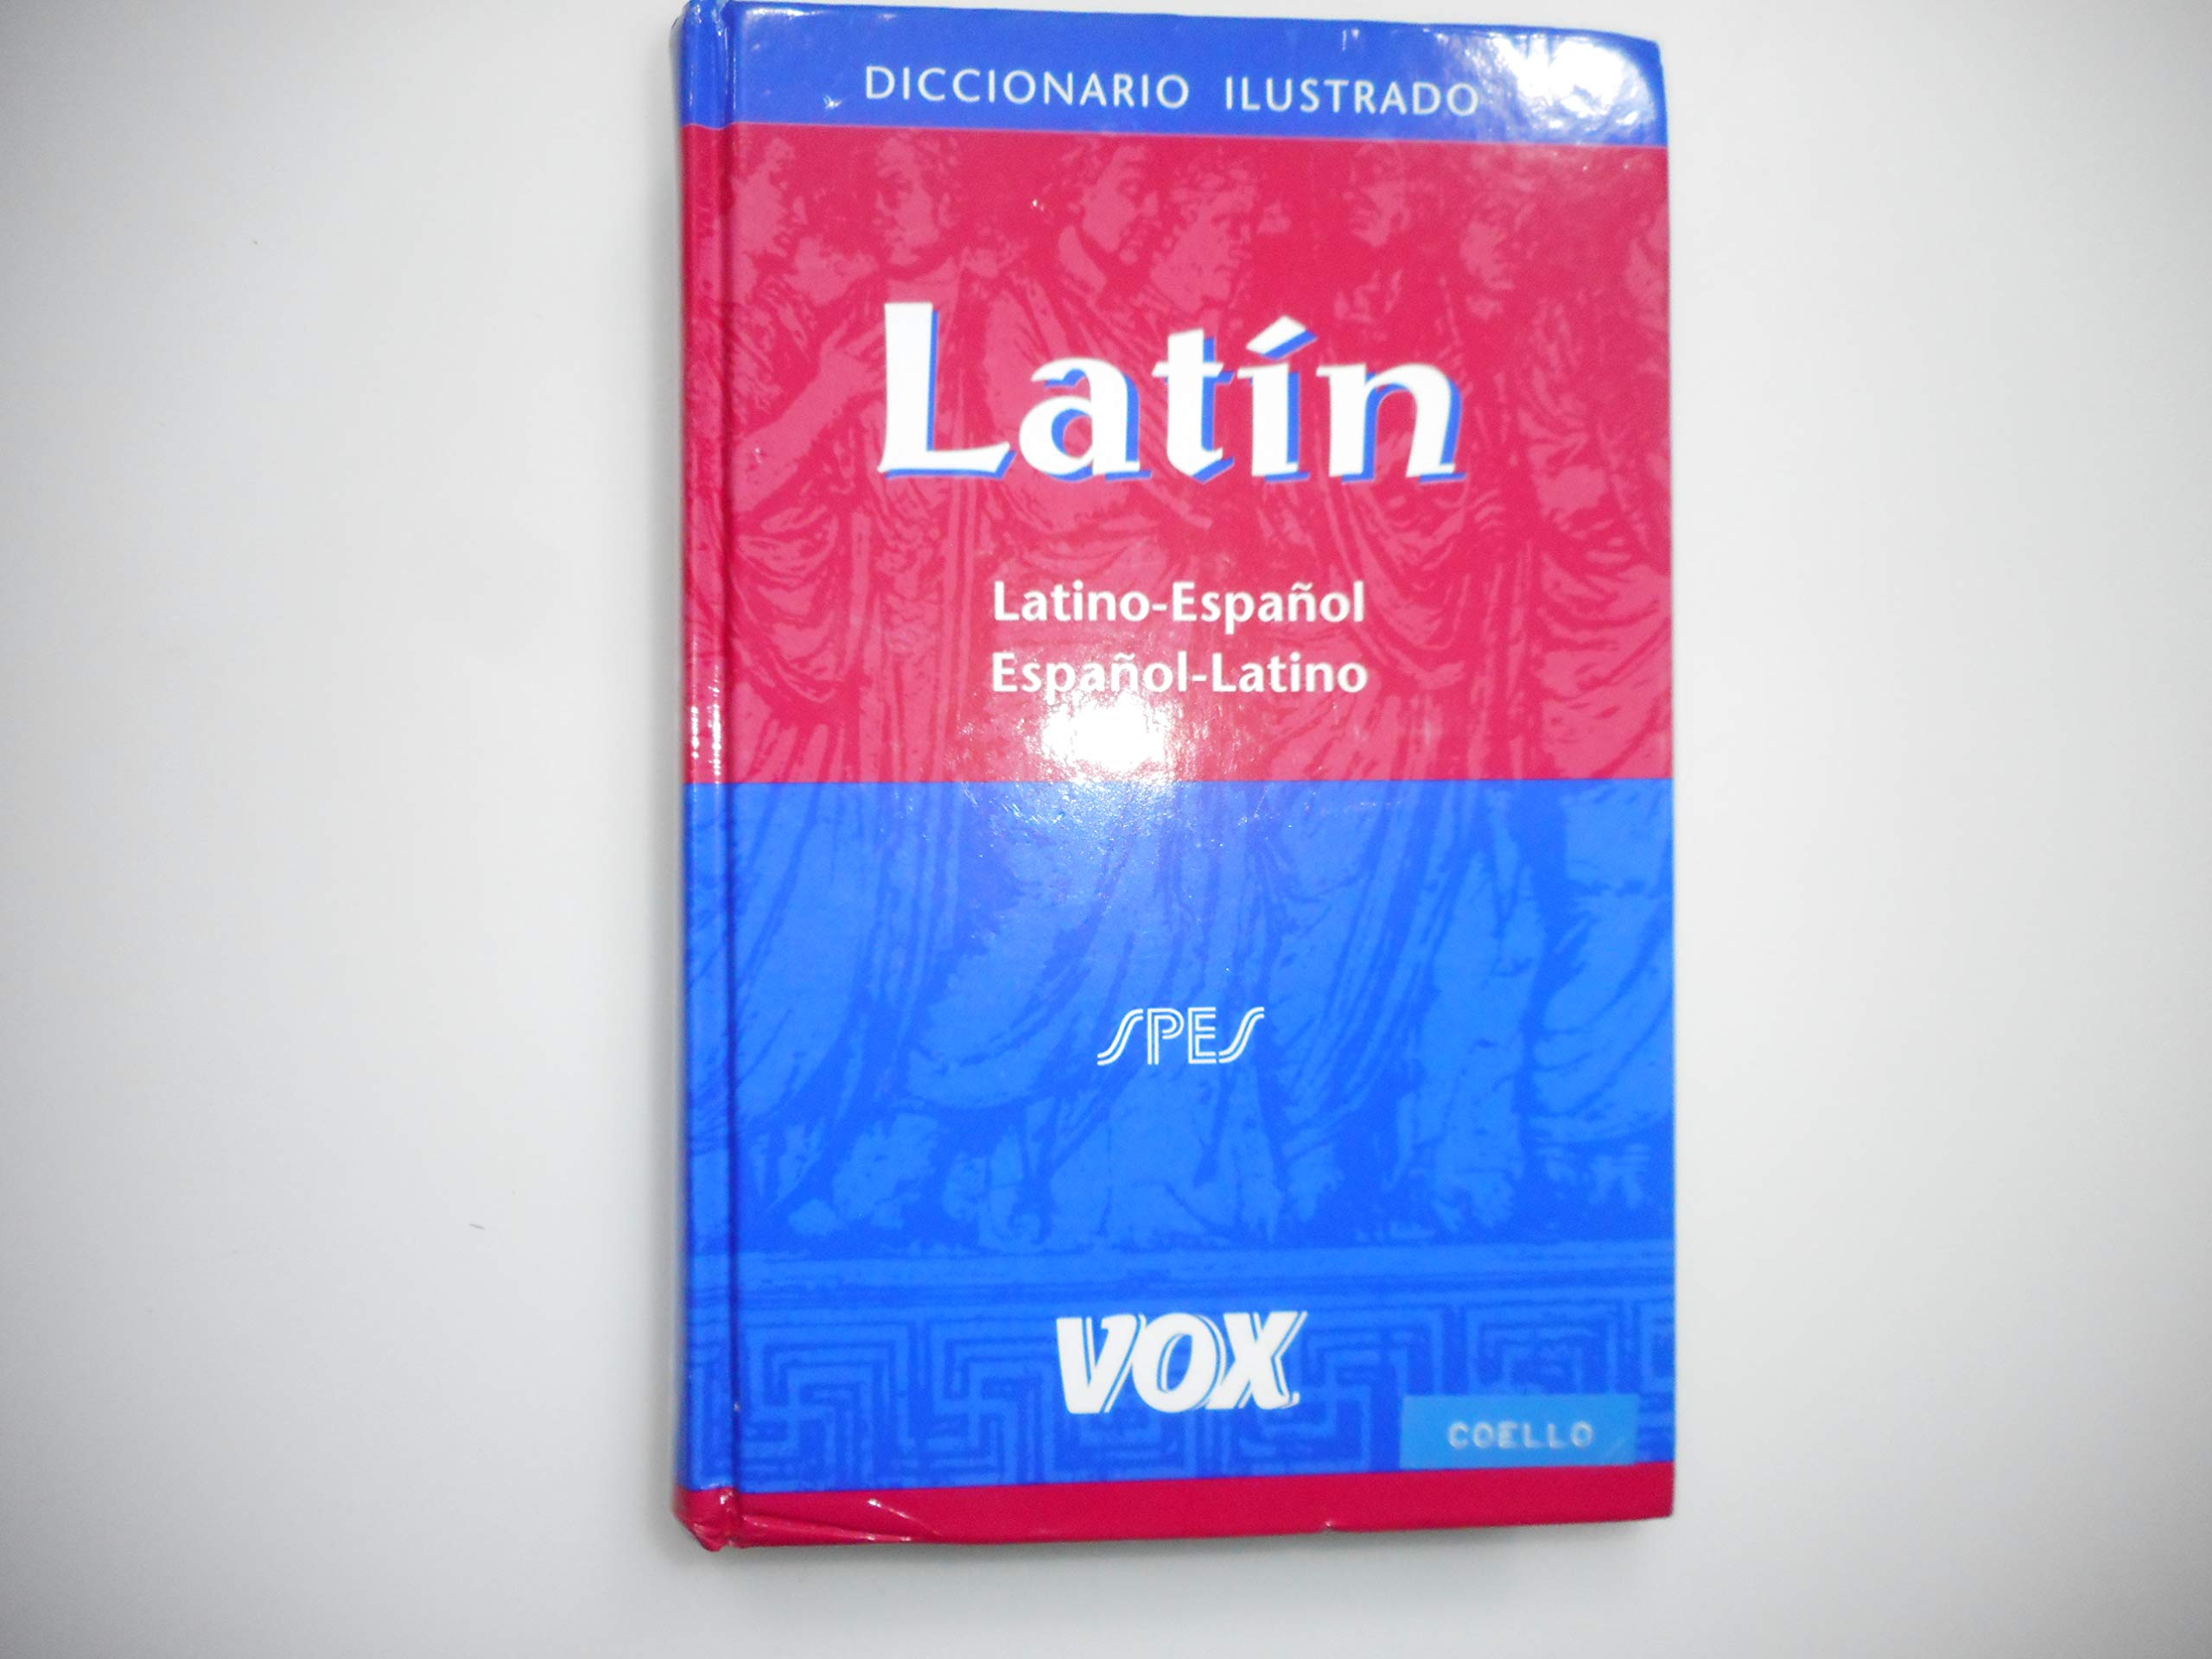 DICCIONARIO ILUSTRADO
Latín
Latino-Español
Español-Latino
SPES
VOX
COELLO